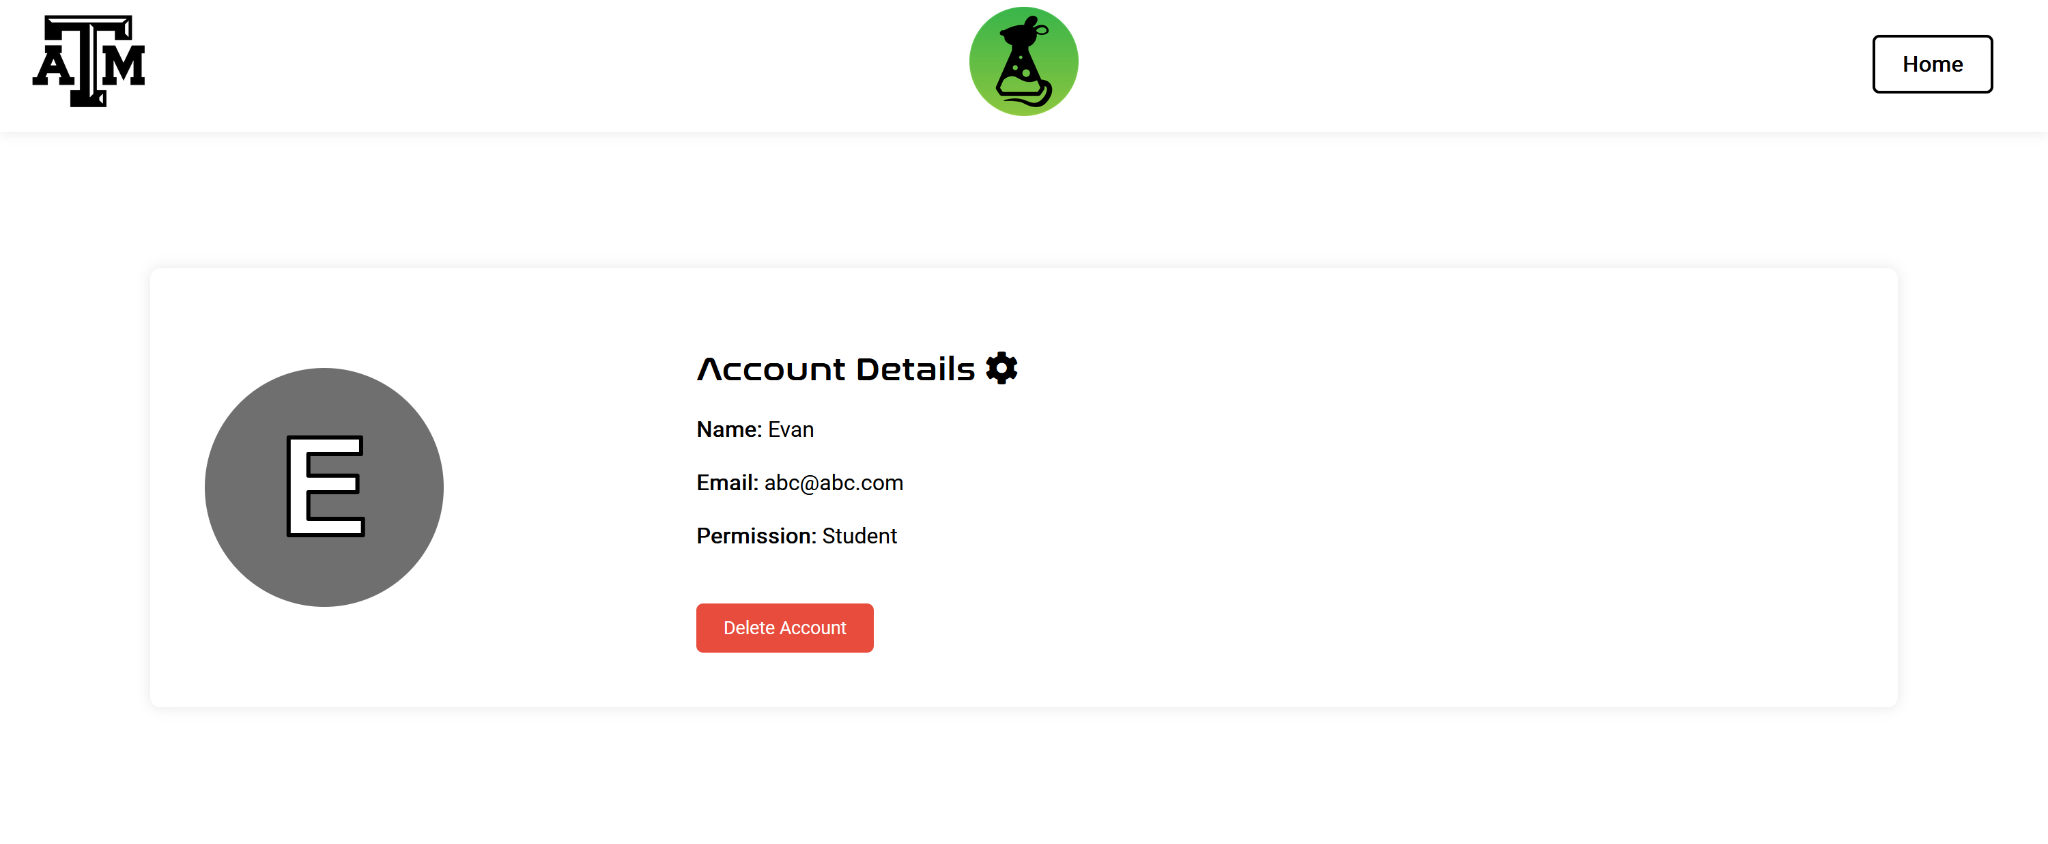 ATM
Home
Account Details
Name: Evan
Email: abc@abc.com
Permission: Student
E
Delete Account